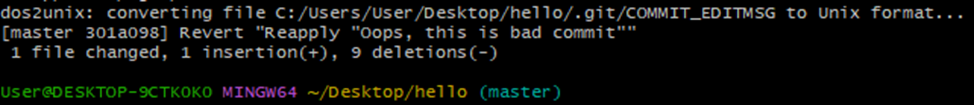 dos2unix: converting file C:/Users/User/Desktop/hello/.git/COMMIT_EDITMSG to Unix format...
[master 301a098] Revert "Reapply "Oops, this is bad commit""
 1 file changed, 1 insertion(+), 9 deletions(-)
User@DESKTOP-9CTKOKO MINGW64 ~/Desktop/hello (master)